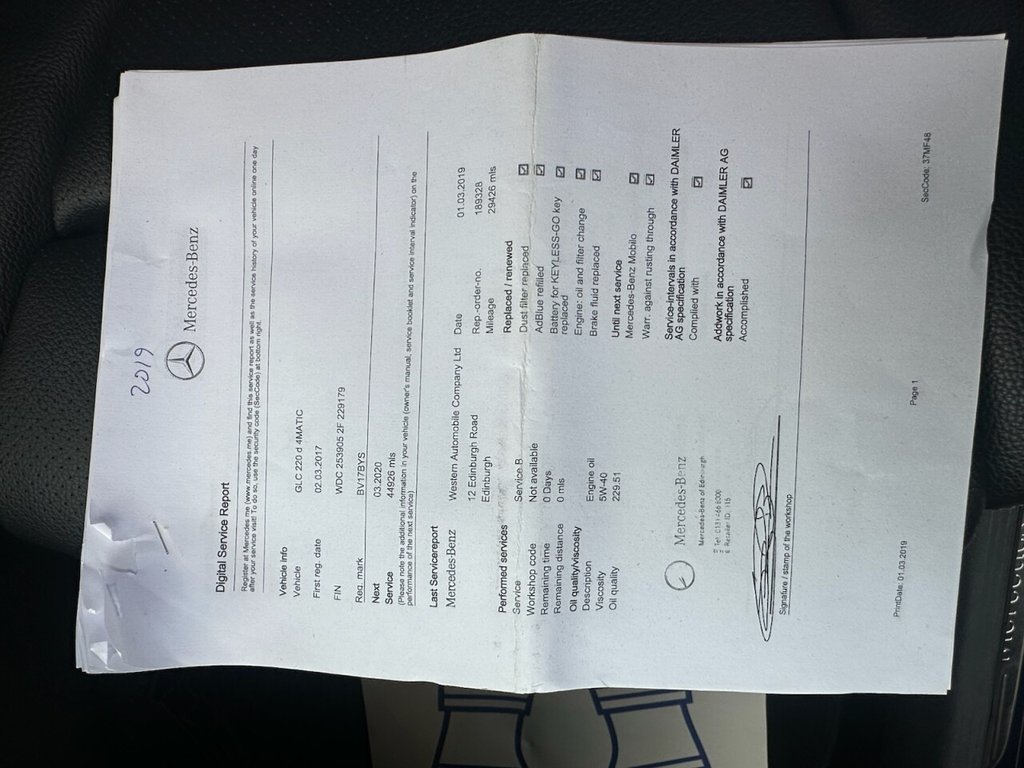 2019
Mercedes-Benz
Digital Service Report
Register at Mercedes me (www.mercedes.me) and find this service report as well as the service history of your vehicle online one day
after your service visit! To do so, use the security code (SecCode) at bottom right.
Vehicle info
Vehicle GLC 220 d 4MATIC
First reg. date 02.03.2017
FIN WDC 253905 2F 229179
Reg. mark BV17BYS
Next 03.2020
Service 44926 mls
(Please note the additional information in your vehicle (owner's manual, service booklet and service interval indicator) on the
performance of the next service)
Last Servicereport
Mercedes-Benz Western Automobile Company Ltd Date 01.03.2019
12 Edinburgh Road Rep.-order-no. 189328
Edinburgh Mileage 29426 mls
Performed services Replaced / renewed
Service Service B Dust filter replaced ☑
Workshop code Not available AdBlue refilled ☑
Remaining time 0 Days Battery for KEYLESS-GO key ☑
Remaining distance 0 mls replaced
Oil quality/viscosity Engine: oil and filter change ☑
Description Engine oil Brake fluid replaced ☑
Viscosity 5W-40 Until next service
Oil quality 229.51 Mercedes-Benz Mobilo ☑
Warr. against rusting through ☑
Service-intervals in accordance with DAIMLER
AG specification
Complied with ☑
Addwork in accordance with DAIMLER AG
specification
Accomplished ☑
Mercedes-Benz
Mercedes-Benz of Edinburgh
Signature / stamp of the workshop
PrintDate: 01.03.2019 Page 1 SecCode: 37MF48